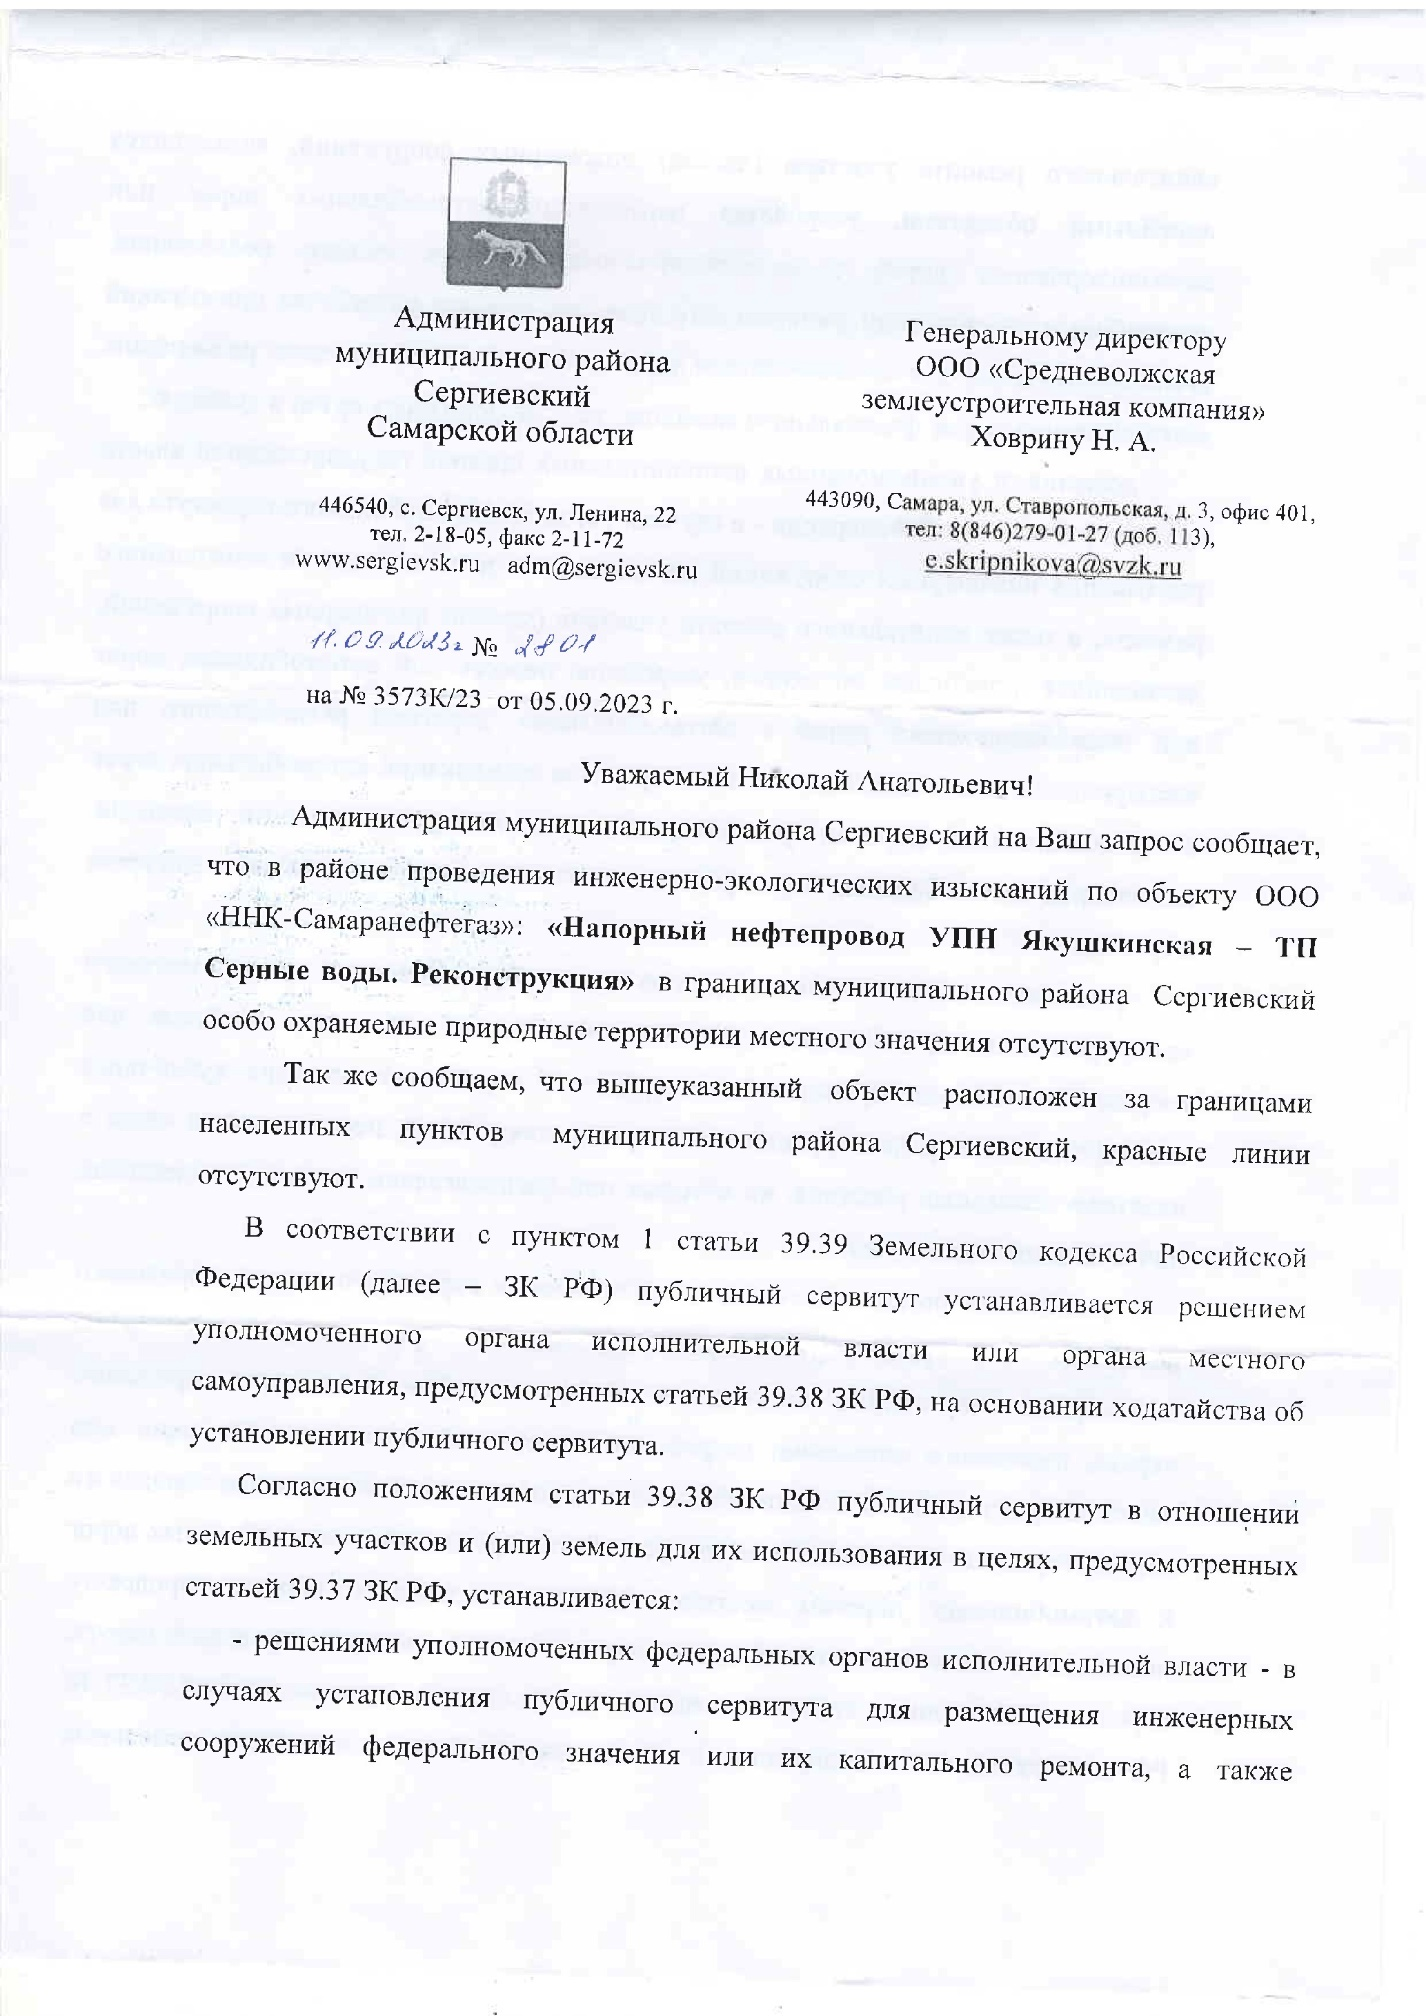 Администрация
муниципального района
Сергиевский
Самарской области
446540, с. Сергиевск, ул. Ленина, 22
тел. 2-18-05, факс 2-11-72
www.sergievsk.ru adm@sergievsk.ru
11.09.2023г № 2801
на № 3573К/23 от 05.09.2023 г.
Генеральному директору
ООО «Средневолжская
землеустроительная компания»
Ховрину Н. А.
443090, Самара, ул. Ставропольская, д. 3, офис 401,
тел: 8(846)279-01-27 (доб. 113),
e.skripnikova@svzk.ru
Уважаемый Николай Анатольевич!
Администрация муниципального района Сергиевский на Ваш запрос сообщает,
что в районе проведения инженерно-экологических изысканий по объекту ООО
«ННК-Самаранефтегаз»: «Напорный нефтепровод УПН Якушкинская – ТП
Серные воды. Реконструкция» в границах муниципального района Сергиевский
особо охраняемые природные территории местного значения отсутствуют.
Так же сообщаем, что вышеуказанный объект расположен за границами
населенных пунктов муниципального района Сергиевский, красные линии
отсутствуют.
В соответствии с пунктом 1 статьи 39.39 Земельного кодекса Российской
Федерации (далее – ЗК РФ) публичный сервитут устанавливается решением
уполномоченного органа исполнительной власти или органа местного
самоуправления, предусмотренных статьей 39.38 ЗК РФ, на основании ходатайства об
установлении публичного сервитута.
Согласно положениям статьи 39.38 ЗК РФ публичный сервитут в отношении
земельных участков и (или) земель для их использования в целях, предусмотренных
статьей 39.37 ЗК РФ, устанавливается:
- решениями уполномоченных федеральных органов исполнительной власти - в
случаях установления публичного сервитута для размещения инженерных
сооружений федерального значения или их капитального ремонта, а также